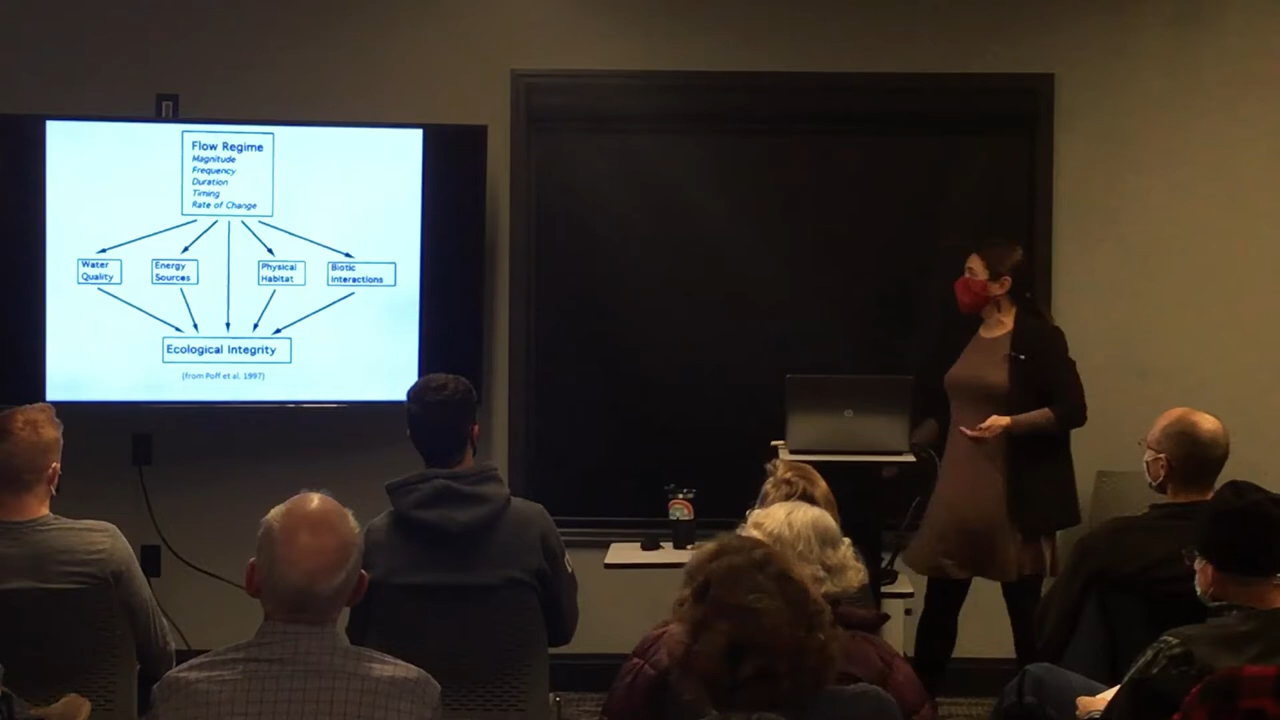 Flow Regime
Magnitude
Frequency
Duration
Timing
Rate of Change
Water
Quality
Energy
Sources
Physical
Habitat
Biotic
Interactions
Ecological Integrity
(from Poff et al. 1997)